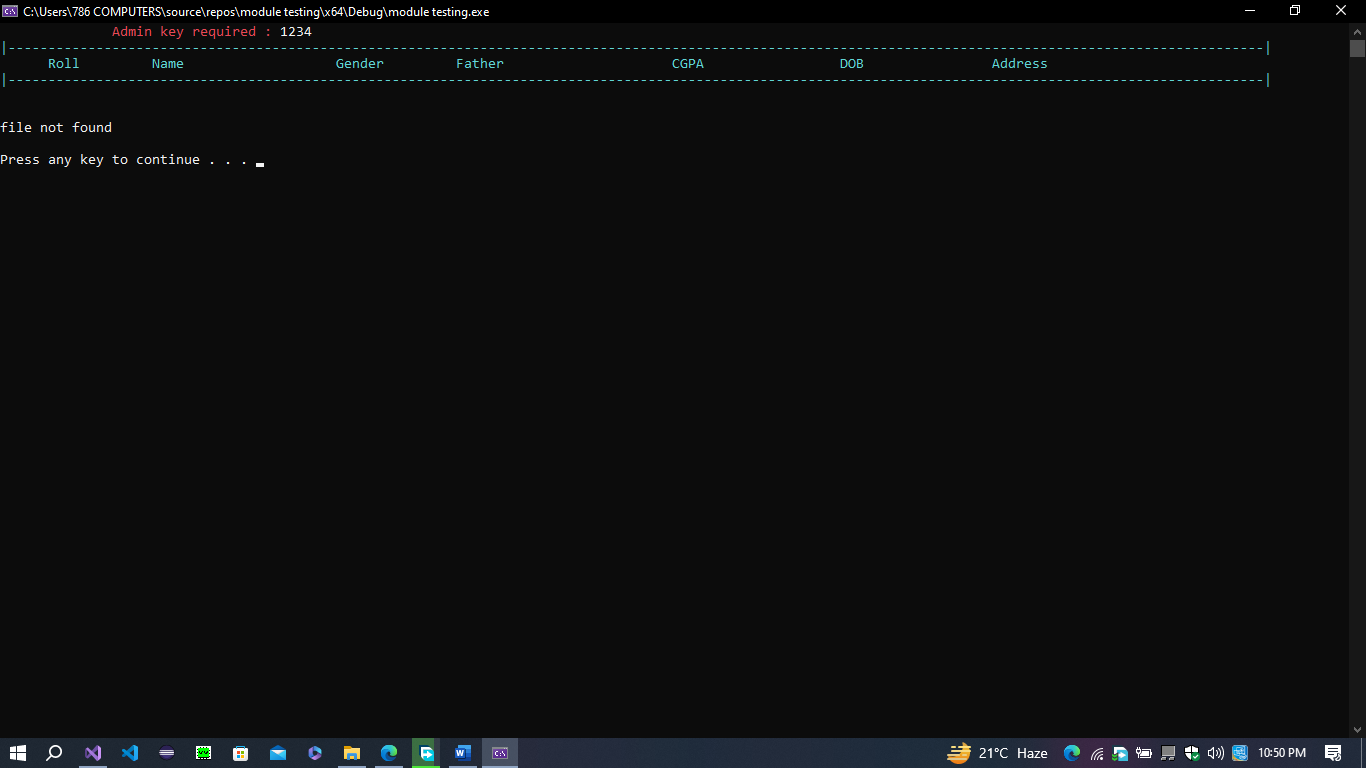 C:\Users\786 COMPUTERS\source\repos\module testing\x64\Debug\module testing.exe
Admin key required : 1234
|-------------------------------------------------------------------------------------------------------------------------------------------------------------|
Roll Name Gender Father CGPA DOB Address
|-------------------------------------------------------------------------------------------------------------------------------------------------------------|
file not found
Press any key to continue . . .
21°C Haze 10:50 PM